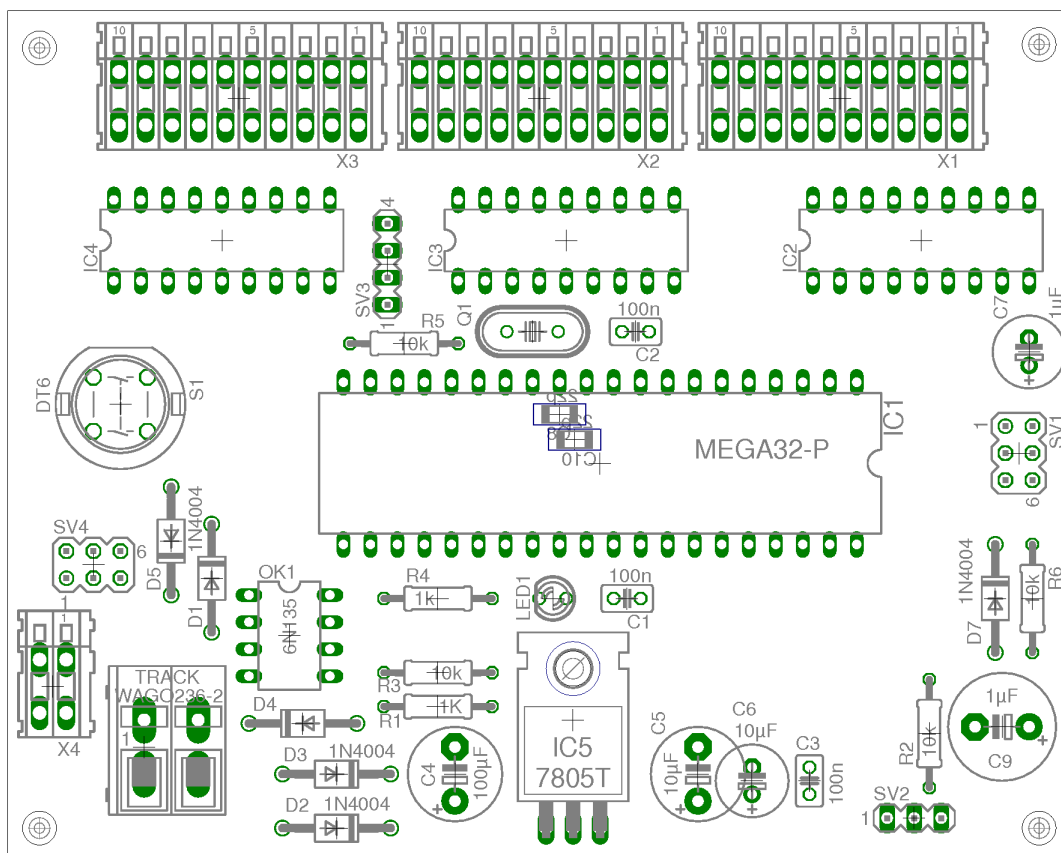 10 5 1
10 5 1
10 5 1
X3
X2
X1
IC4
4
SV3
1
IC3
IC2
Q1
100n
C2
C7
1µF
R5
10k
DT6
S1
22p
C10
IC1
MEGA32-P
1
SV1
6
1N4004
D5
SV4
6
1
D1
OK1
6N135
R4
1k
LED1
100n
C1
1N4004
D7
10k
R6
1
X4
TRACK
WAGO236-2
1
R3
10k
R1
1K
D4
D3
1N4004
D2
1N4004
C4
100µF
IC5
7805T
C5
10µF
C6
10µF
C3
100n
R2
10k
1µF
C9
SV2
1